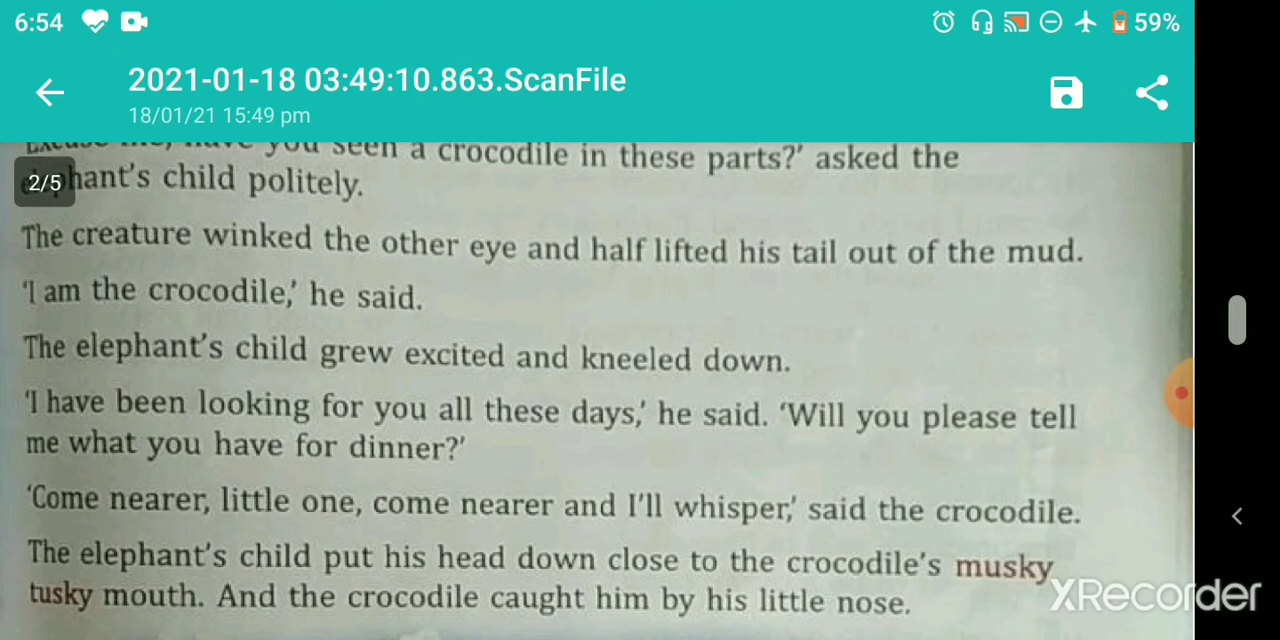 6:54 59%
2021-01-18 03:49:10.863.ScanFile
18/01/21 15:49 pm
you seen a crocodile in these parts?' asked the
2/5 phant's child politely.
The creature winked the other eye and half lifted his tail out of the mud.
'I am the crocodile,' he said.
The elephant's child grew excited and kneeled down.
'I have been looking for you all these days,' he said. 'Will you please tell
me what you have for dinner?'
'Come nearer, little one, come nearer and I'll whisper,' said the crocodile.
The elephant's child put his head down close to the crocodile's musky
tusky mouth. And the crocodile caught him by his little nose.
XRecorder